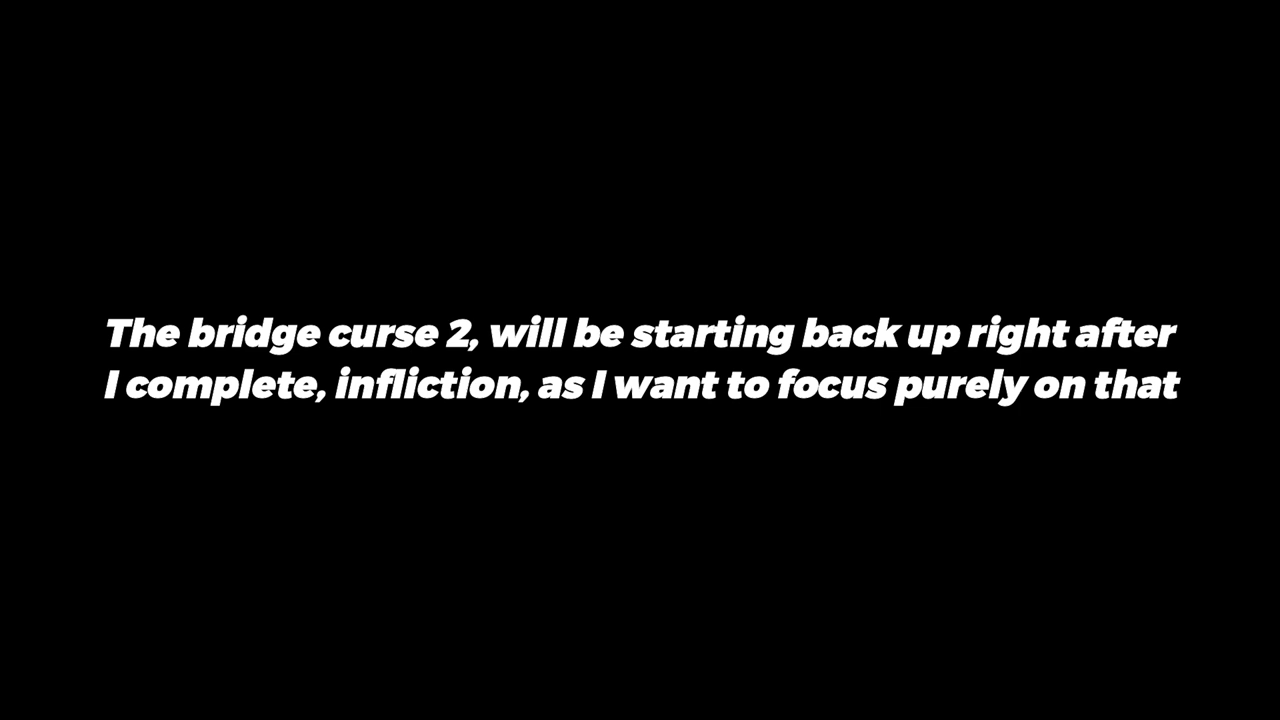 The bridge curse 2, will be starting back up right after
I complete, infliction, as I want to focus purely on that